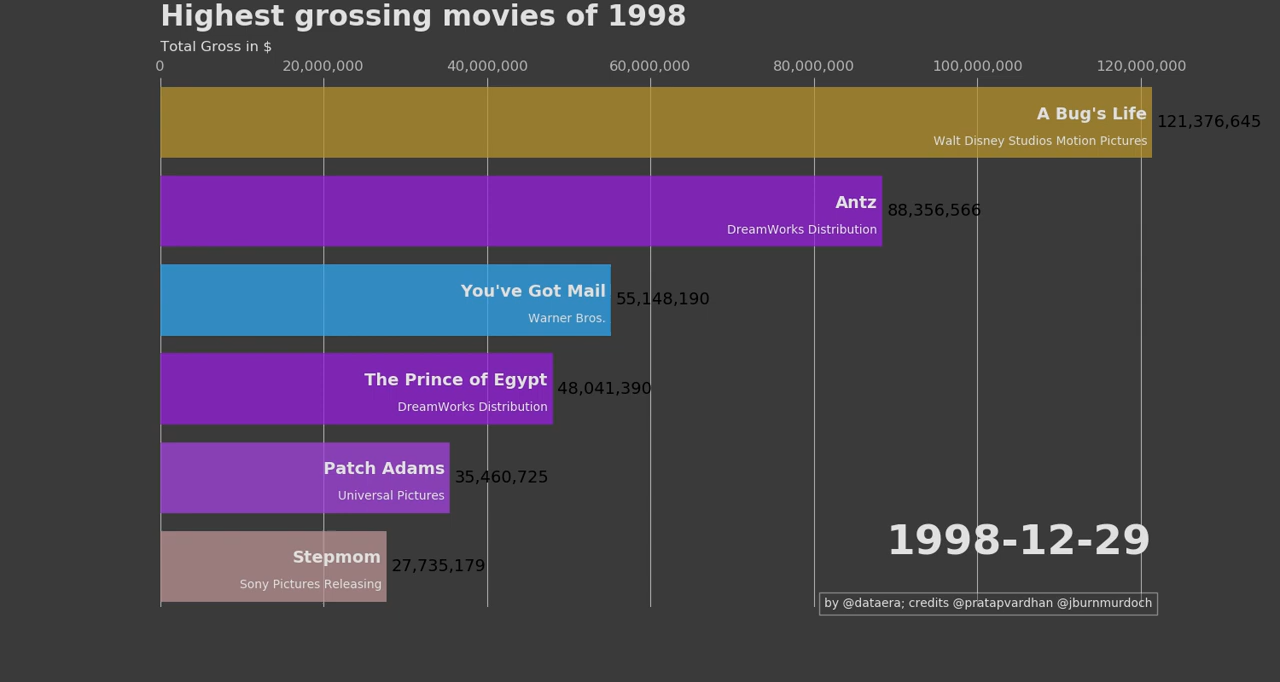 Highest grossing movies of 1998
Total Gross in $
0 20,000,000 40,000,000 60,000,000 80,000,000 100,000,000 120,000,000
A Bug's Life 121,376,645
Walt Disney Studios Motion Pictures
Antz 88,356,566
DreamWorks Distribution
You've Got Mail 55,148,190
Warner Bros.
The Prince of Egypt 48,041,390
DreamWorks Distribution
Patch Adams 35,460,725
Universal Pictures
Stepmom 27,735,179
Sony Pictures Releasing
1998-12-29
by @dataera; credits @pratapvardhan @jburnmurdoch